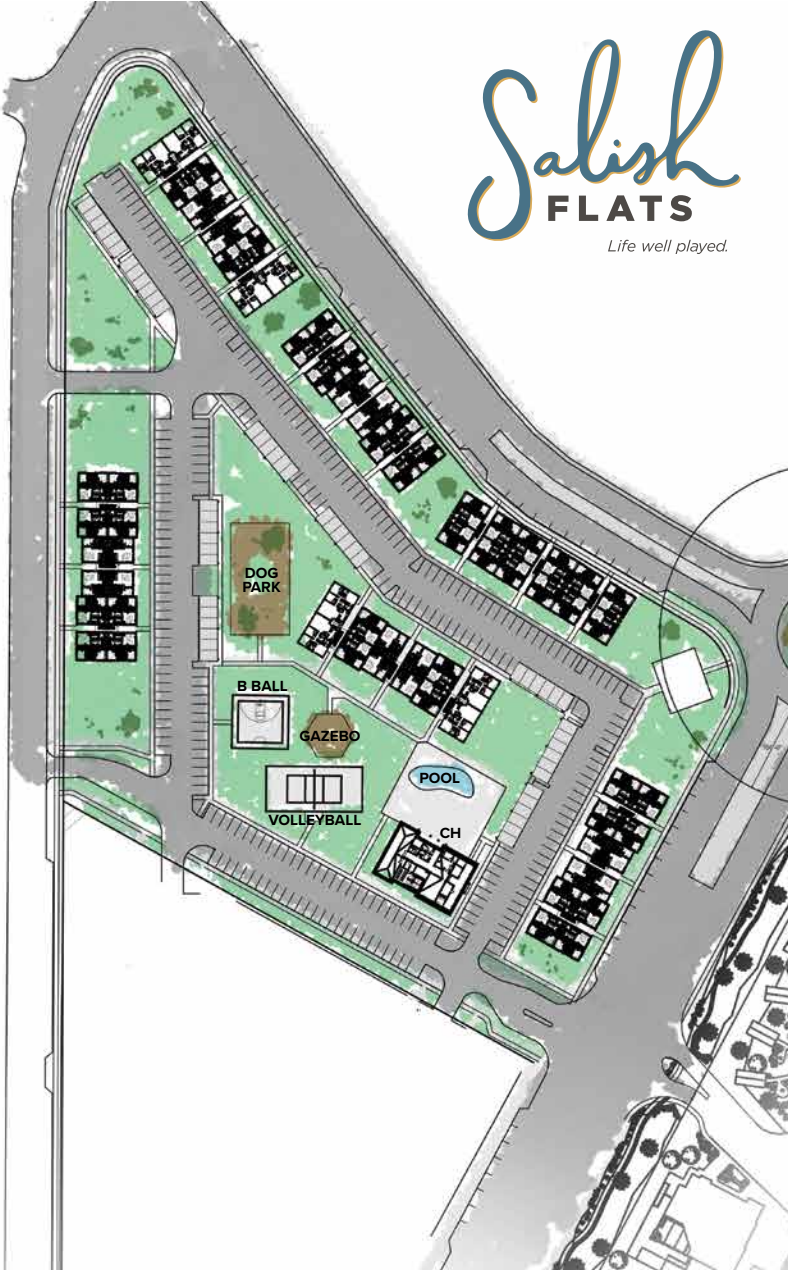 Salish
FLATS
Life well played.
DOG
PARK
B BALL
GAZEBO
POOL
VOLLEYBALL
CH